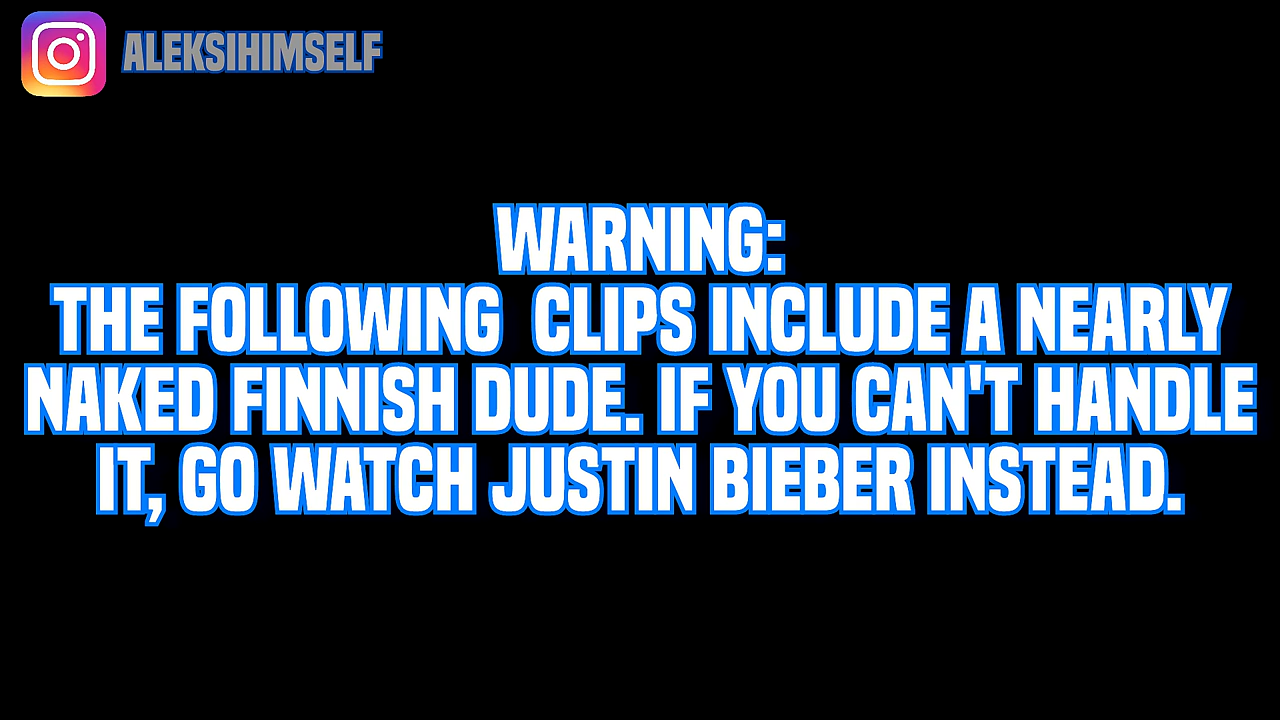 ALEKSIHIMSELF
WARNING:
THE FOLLOWING CLIPS INCLUDE A NEARLY
NAKED FINNISH DUDE. IF YOU CAN'T HANDLE
IT, GO WATCH JUSTIN BIEBER INSTEAD.